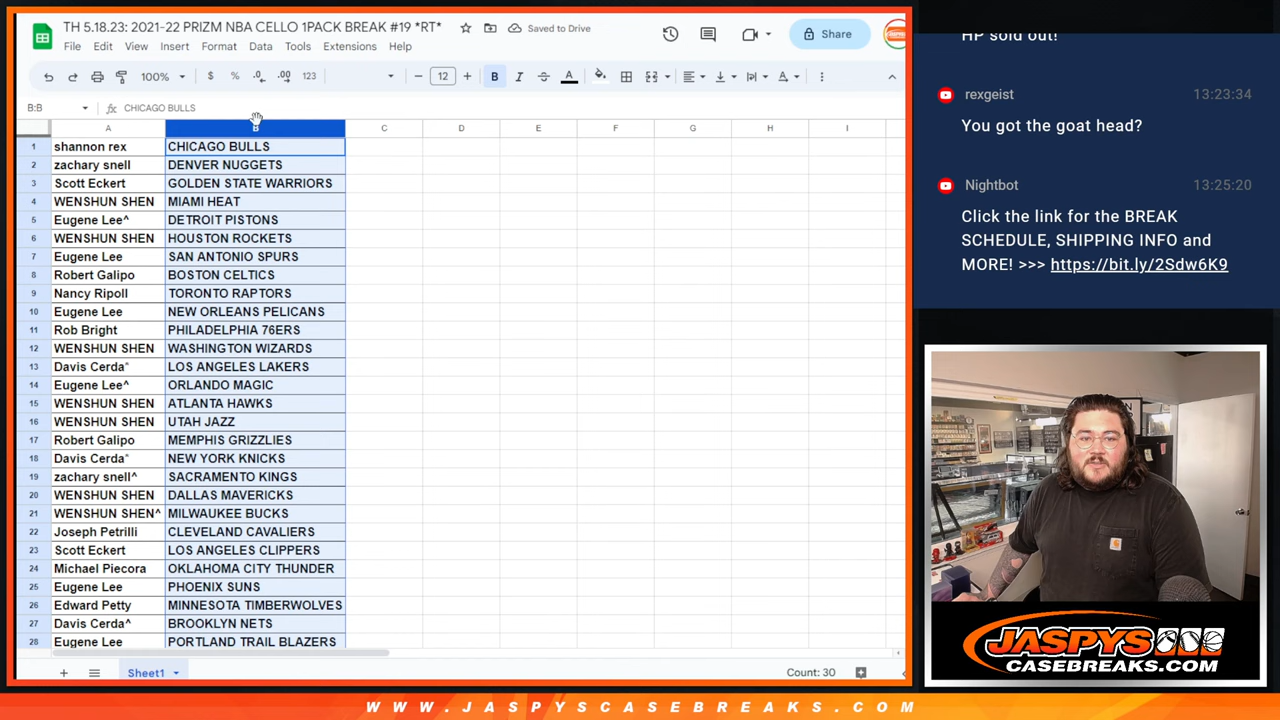 TH 5.18.23: 2021-22 PRIZM NBA CELLO 1PACK BREAK #19 *RT*
Saved to Drive
Share
File Edit View Insert Format Data Tools Extensions Help
100% $ % .0 .00 123 − 12 + B I A
B:B fx CHICAGO BULLS
A B C D E F G H I
1 shannon rex CHICAGO BULLS
2 zachary snell DENVER NUGGETS
3 Scott Eckert GOLDEN STATE WARRIORS
4 WENSHUN SHEN MIAMI HEAT
5 Eugene Lee^ DETROIT PISTONS
6 WENSHUN SHEN HOUSTON ROCKETS
7 Eugene Lee SAN ANTONIO SPURS
8 Robert Galipo BOSTON CELTICS
9 Nancy Ripoll TORONTO RAPTORS
10 Eugene Lee NEW ORLEANS PELICANS
11 Rob Bright PHILADELPHIA 76ERS
12 WENSHUN SHEN WASHINGTON WIZARDS
13 Davis Cerda^ LOS ANGELES LAKERS
14 Eugene Lee^ ORLANDO MAGIC
15 WENSHUN SHEN ATLANTA HAWKS
16 WENSHUN SHEN UTAH JAZZ
17 Robert Galipo MEMPHIS GRIZZLIES
18 Davis Cerda^ NEW YORK KNICKS
19 zachary snell^ SACRAMENTO KINGS
20 WENSHUN SHEN DALLAS MAVERICKS
21 WENSHUN SHEN^ MILWAUKEE BUCKS
22 Joseph Petrilli CLEVELAND CAVALIERS
23 Scott Eckert LOS ANGELES CLIPPERS
24 Michael Piecora OKLAHOMA CITY THUNDER
25 Eugene Lee PHOENIX SUNS
26 Edward Petty MINNESOTA TIMBERWOLVES
27 Davis Cerda^ BROOKLYN NETS
28 Eugene Lee PORTLAND TRAIL BLAZERS
Sheet1
Count: 30
HP sold out!
rexgeist 13:23:34
You got the goat head?
Nightbot 13:25:20
Click the link for the BREAK
SCHEDULE, SHIPPING INFO and
MORE! >>> https://bit.ly/2Sdw6K9
carhartt
JASPYS
CASEBREAKS.COM
WWW.JASPYSCASEBREAKS.COM